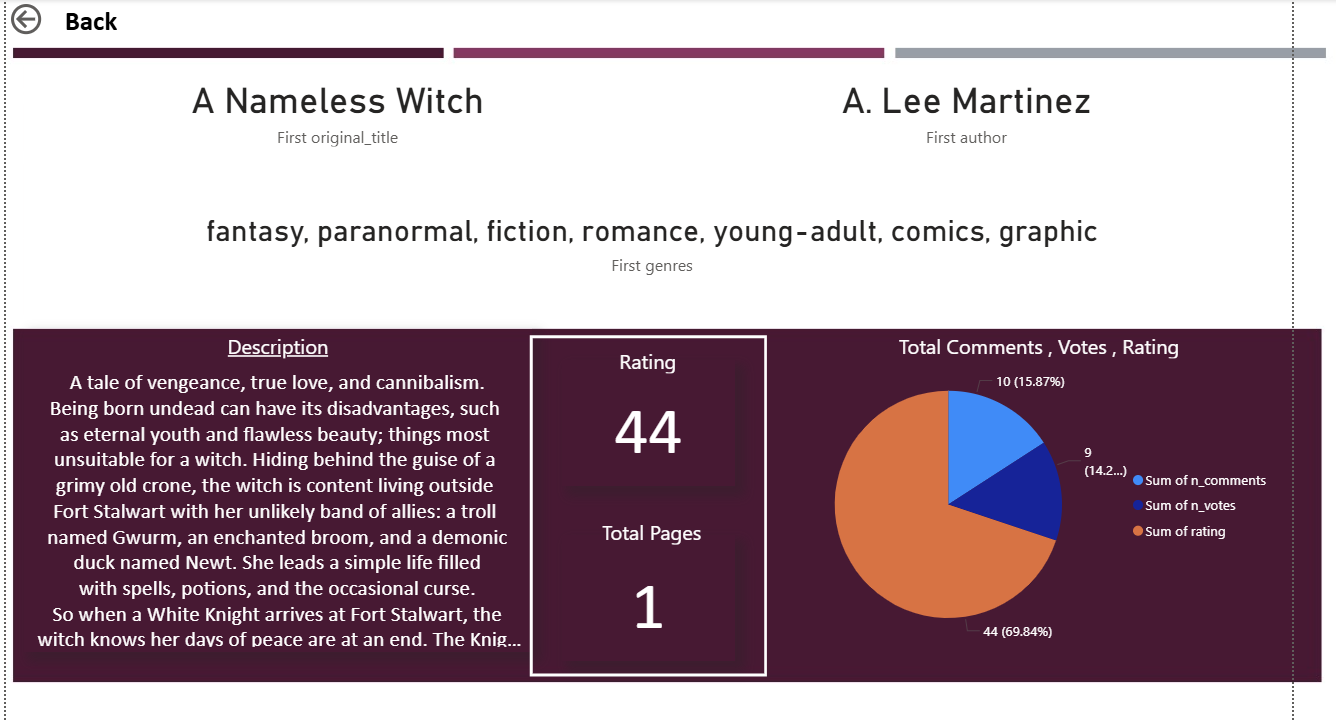 Back
A Nameless Witch
First original_title
A. Lee Martinez
First author
fantasy, paranormal, fiction, romance, young-adult, comics, graphic
First genres
Description
A tale of vengeance, true love, and cannibalism.
Being born undead can have its disadvantages, such
as eternal youth and flawless beauty; things most
unsuitable for a witch. Hiding behind the guise of a
grimy old crone, the witch is content living outside
Fort Stalwart with her unlikely band of allies: a troll
named Gwurm, an enchanted broom, and a demonic
duck named Newt. She leads a simple life filled
with spells, potions, and the occasional curse.
So when a White Knight arrives at Fort Stalwart, the
witch knows her days of peace are at an end. The Knig...
Rating
44
Total Pages
1
Total Comments , Votes , Rating
10 (15.87%)
9
(14.2...)
44 (69.84%)
Sum of n_comments
Sum of n_votes
Sum of rating